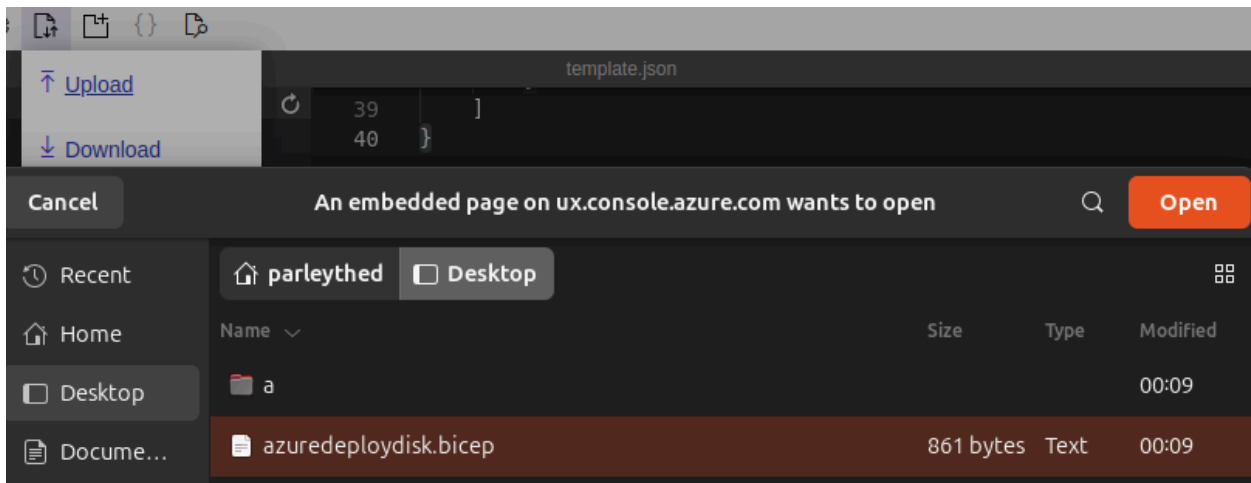 {}
Upload
template.json
39 ]
Download
40 }
Cancel An embedded page on ux.console.azure.com wants to open Open
Recent parleythed Desktop
Home Name Size Type Modified
Desktop a 00:09
Docume... azuredeploydisk.bicep 861 bytes Text 00:09